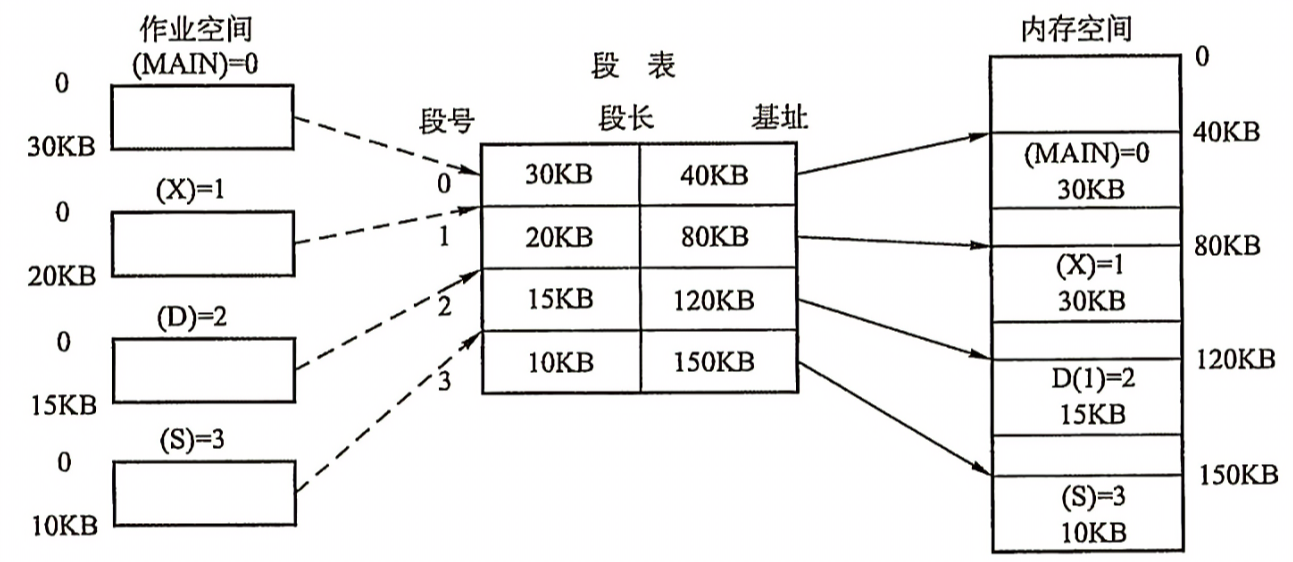 作业空间
(MAIN)=0
0
30KB
(X)=1
0
20KB
(D)=2
0
15KB
(S)=3
0
10KB
段 表
段号 段长 基址
0 30KB 40KB
1 20KB 80KB
2 15KB 120KB
3 10KB 150KB
内存空间
0
40KB
(MAIN)=0
30KB
80KB
(X)=1
30KB
120KB
D(1)=2
15KB
150KB
(S)=3
10KB